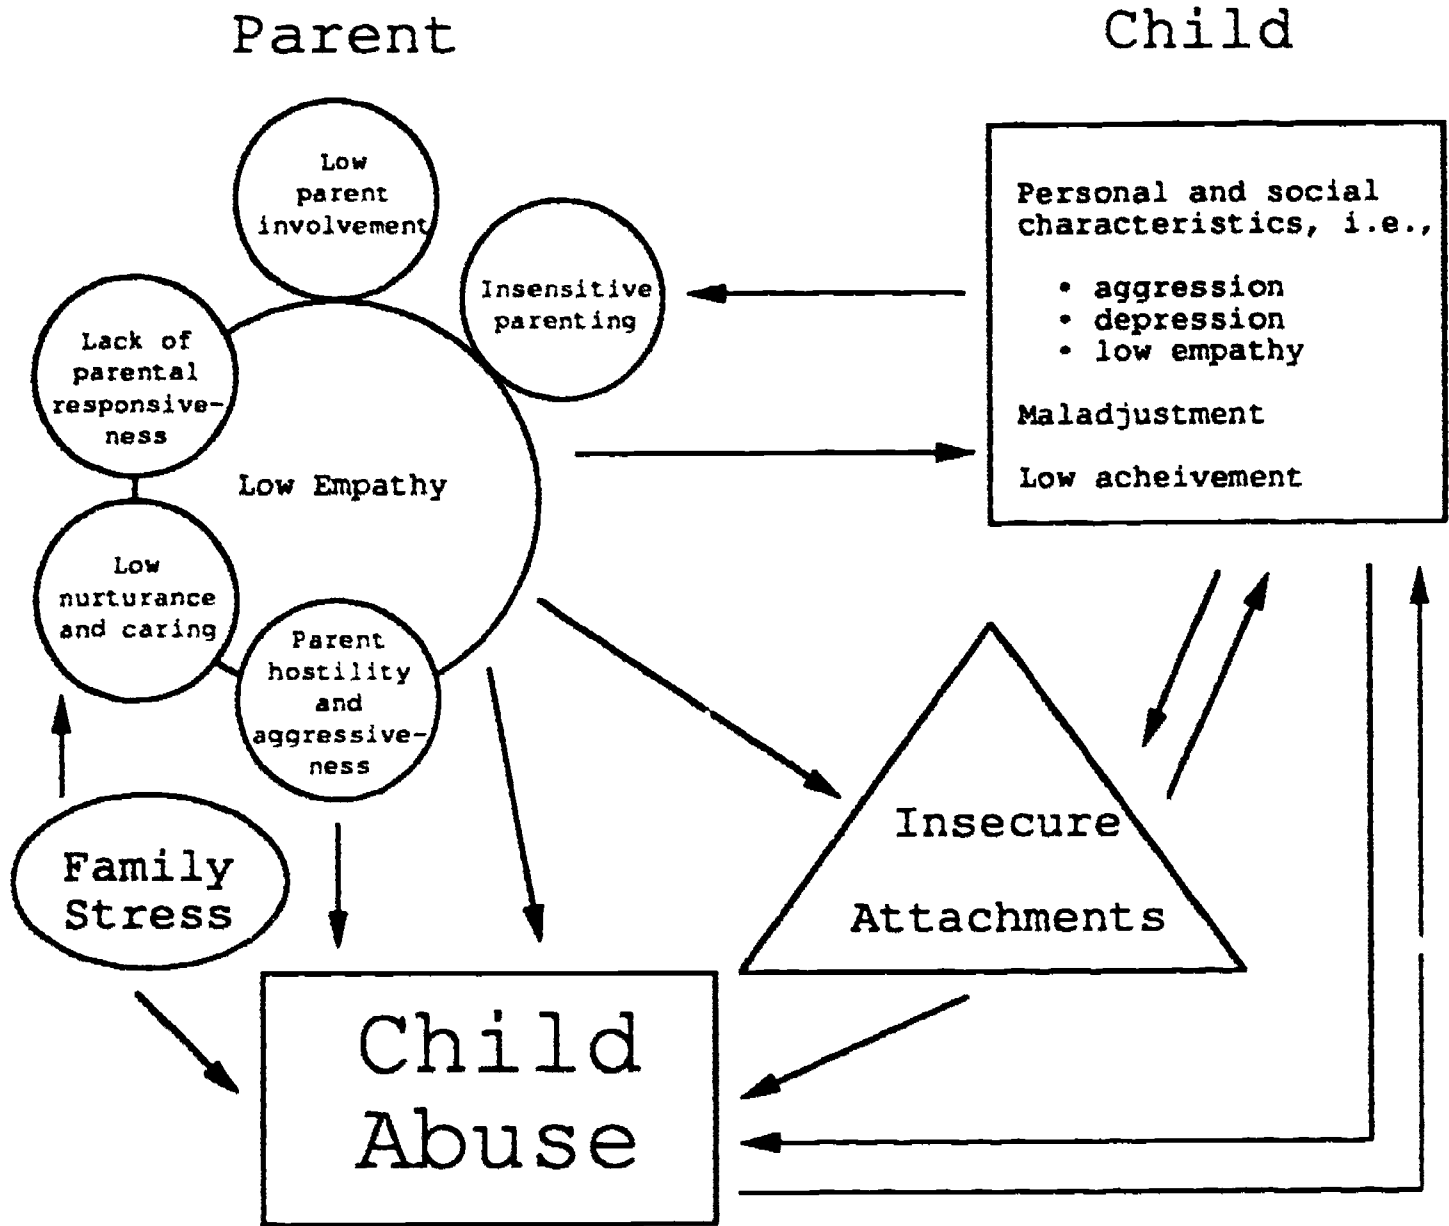 Parent
Child
Low
parent
involvement
Insensitive
parenting
Lack of
parental
responsive-
ness
Low Empathy
Low
nurturance
and caring
Parent
hostility
and
aggressive-
ness
Family
Stress
Personal and social
characteristics, i.e.,
• aggression
• depression
• low empathy
Maladjustment
Low acheivement
Insecure
Attachments
Child
Abuse